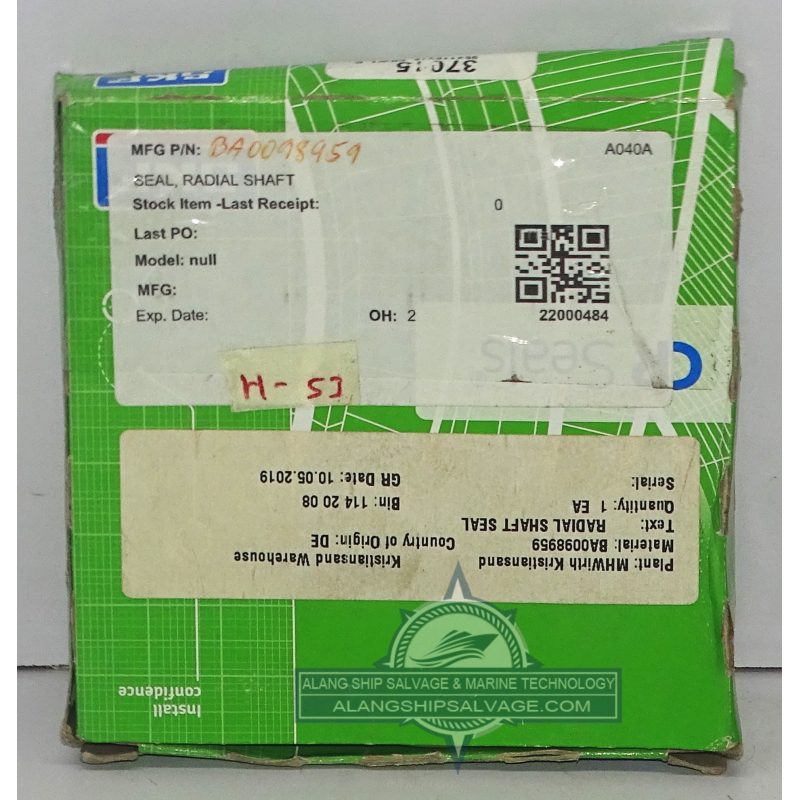 SKF
37045
MFG P/N: BA0098959
A040A
SEAL, RADIAL SHAFT
Stock Item -Last Receipt: 0
Last PO:
Model: null
MFG:
Exp. Date:
OH: 2
22000484
CR Seals
H-53
Plant: MHWirth Kristiansand
Kristiansand Warehouse
Material: BA0098959
Country of Origin: DE
Text: RADIAL SHAFT SEAL
Quantity: 1 EA
Bin: 114 20 08
Serial:
GR Date: 10.05.2019
Install
confidence
ALANG SHIP SALVAGE & MARINE TECHNOLOGY
ALANGSHIPSALVAGE.COM